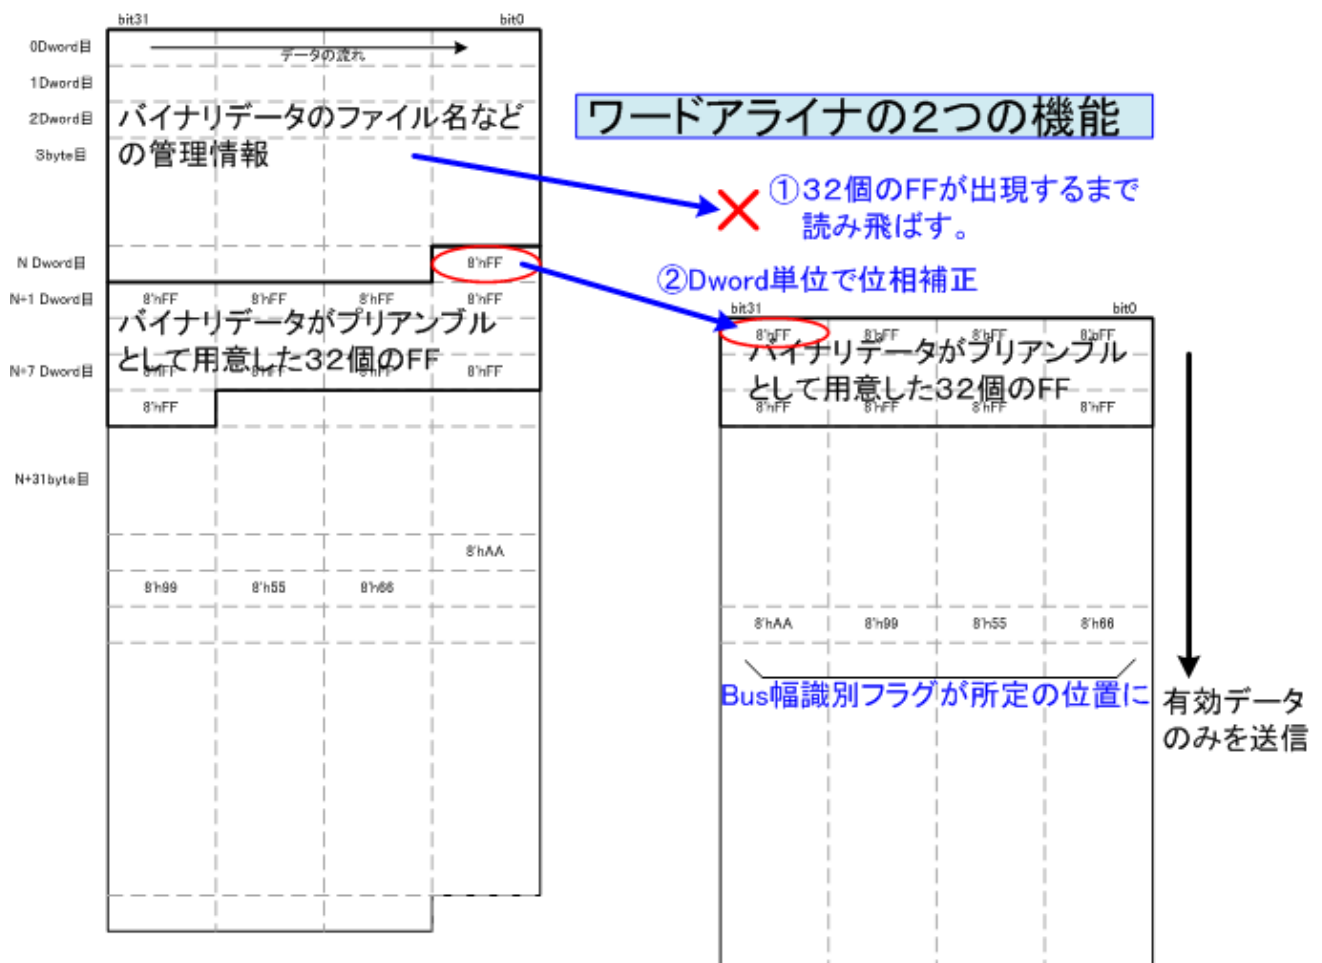 bit31 bit0
0Dword目
データの流れ
1Dword目
2Dword目
3byte目
バイナリデータのファイル名など
の管理情報
ワードアライナの２つの機能
①３２個のFFが出現するまで
読み飛ばす。
N Dword目
8'hFF
②Dword単位で位相補正
N+1 Dword目
8'hFF 8'hFF 8'hFF 8'hFF
バイナリデータがプリアンブル
として用意した３２個のFF
N+7 Dword目
8'hFF 8'hFF 8'hFF 8'hFF
8'hFF
N+31byte目
8'hAA
8'h99 8'h55 8'h66
bit31 bit0
8'hFF 8'hFF 8'hFF 8'hFF
バイナリデータがプリアンブル
として用意した３２個のFF
8'hFF 8'hFF 8'hFF 8'hFF
8'hAA 8'h99 8'h55 8'h66
Bus幅識別フラグが所定の位置に
有効データ
のみを送信